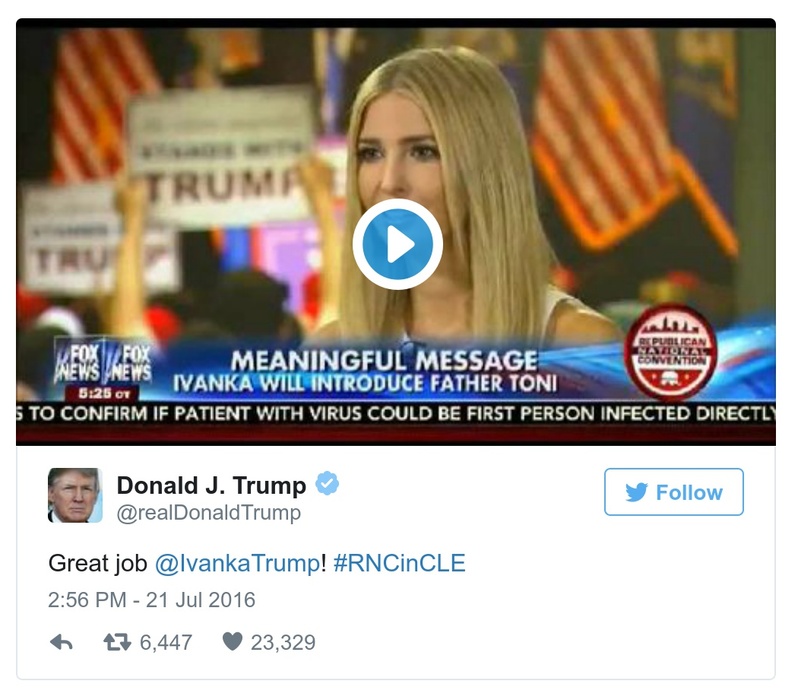 STANDS WITH
TRUMP
STANDS WITH
TRUMP
FOX NEWS
FOX NEWS
5:25 CT
MEANINGFUL MESSAGE
IVANKA WILL INTRODUCE FATHER TONI
REPUBLICAN
NATIONAL
CONVENTION
S TO CONFIRM IF PATIENT WITH VIRUS COULD BE FIRST PERSON INFECTED DIRECTLY
Donald J. Trump
@realDonaldTrump
Follow
Great job @IvankaTrump! #RNCinCLE
2:56 PM - 21 Jul 2016
6,447 23,329